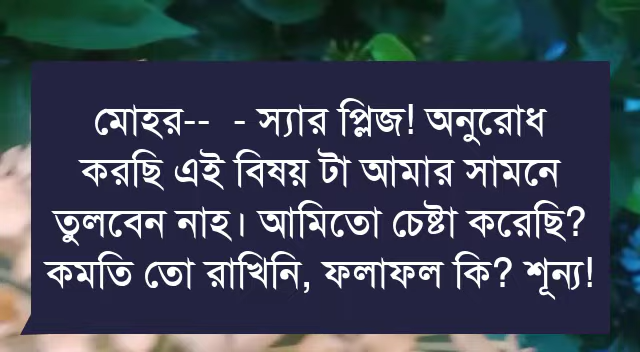 মোহর--  - স্যার প্লিজ! অনুরোধ
করছি এই বিষয় টা আমার সামনে
তুলবেন নাহ। আমিতো চেষ্টা করেছি?
কমতি তো রাখিনি, ফলাফল কি? শূন্য!